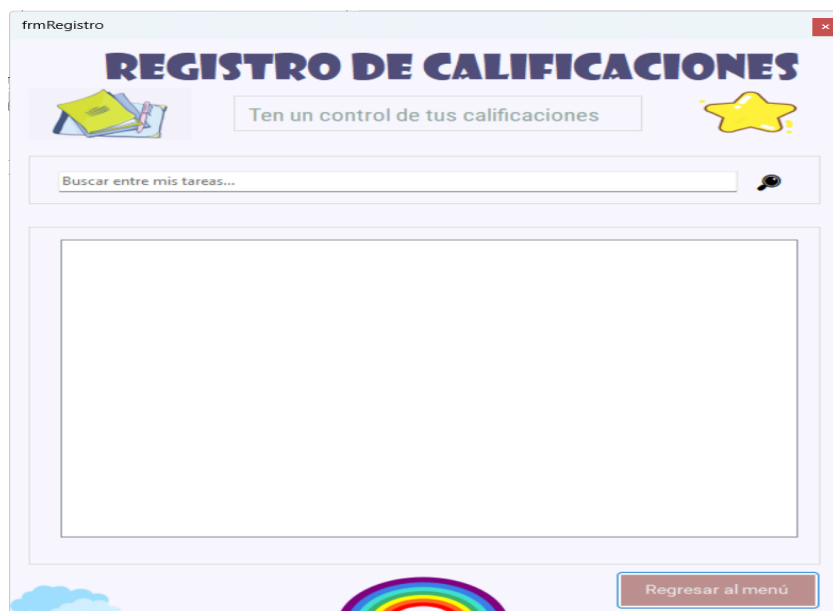 frmRegistro
REGISTRO DE CALIFICACIONES
Ten un control de tus calificaciones
Buscar entre mis tareas...
Regresar al menú